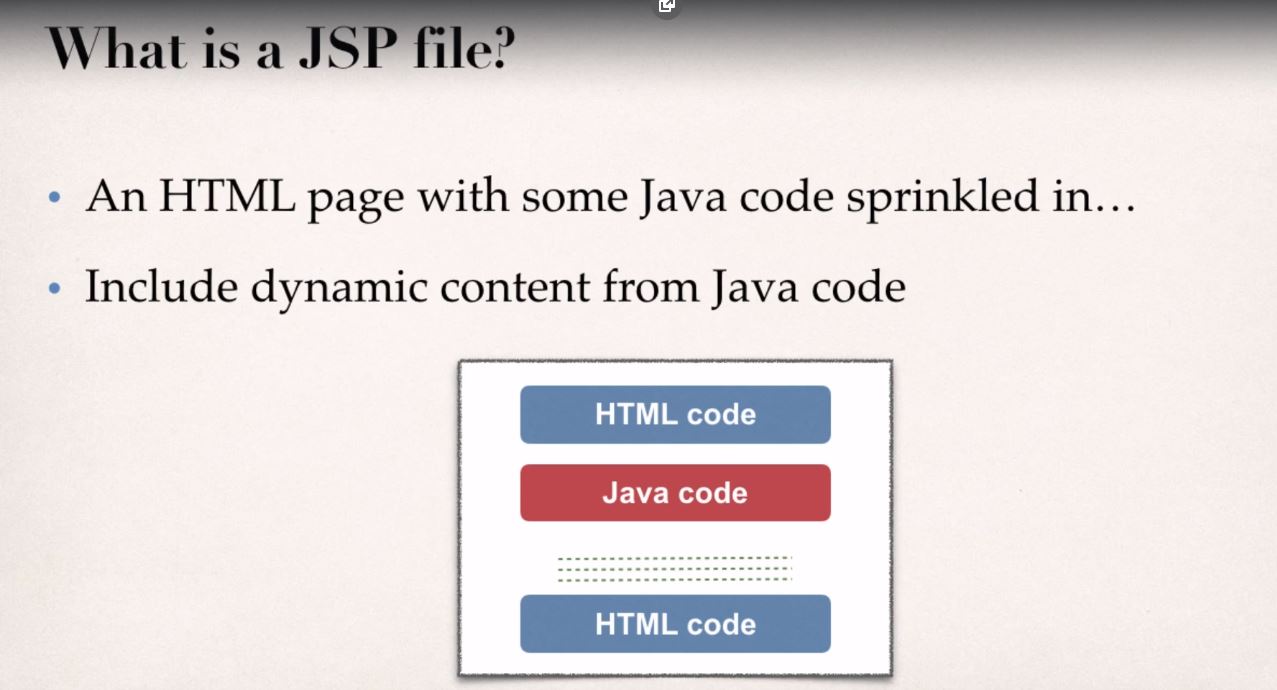 What is a JSP file?
• An HTML page with some Java code sprinkled in…
• Include dynamic content from Java code
HTML code
Java code
HTML code